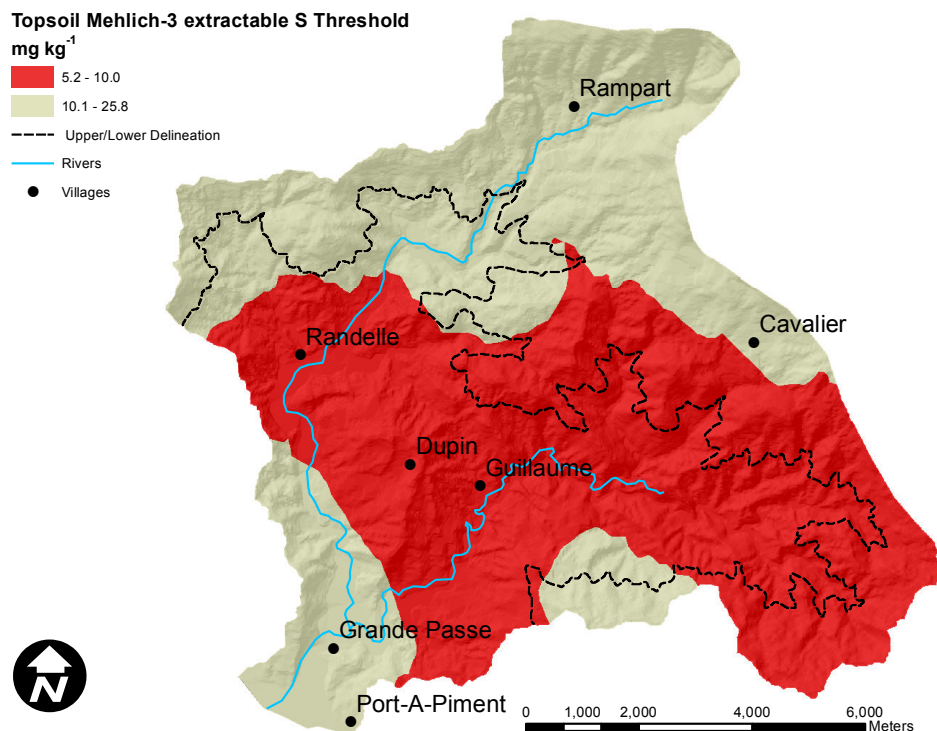 Topsoil Mehlich-3 extractable S Threshold
mg kg⁻¹
5.2 - 10.0
10.1 - 25.8
Upper/Lower Delineation
Rivers
Villages
Rampart
Cavalier
Randelle
Dupin
Guillaume
Grande Passe
Port-A-Piment
N
0 1,000 2,000 4,000 6,000
Meters